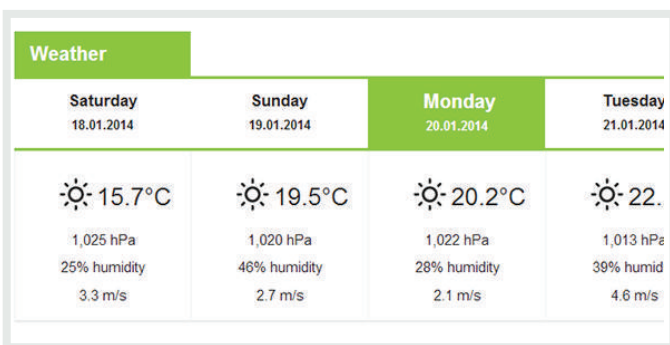 Weather
Saturday Sunday Monday Tuesday
18.01.2014 19.01.2014 20.01.2014 21.01.2014
15.7°C 19.5°C 20.2°C 22.
1,025 hPa 1,020 hPa 1,022 hPa 1,013 hPa
25% humidity 46% humidity 28% humidity 39% humid
3.3 m/s 2.7 m/s 2.1 m/s 4.6 m/s